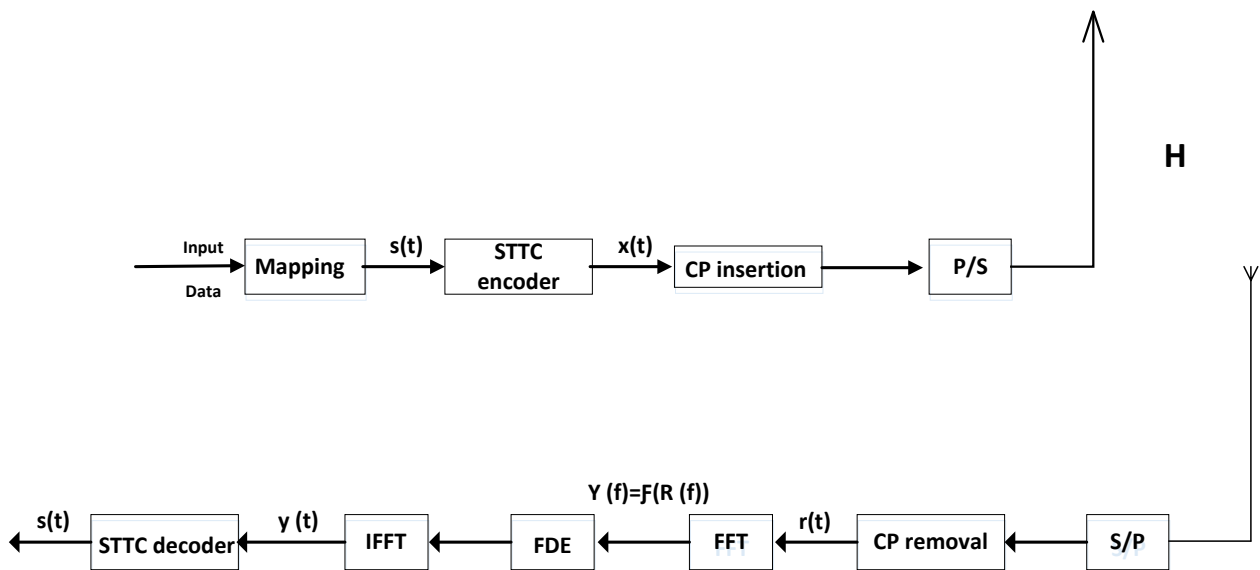 H
Input
Data
Mapping
s(t)
STTC
encoder
x(t)
CP insertion
P/S
Y (f)=Ƒ(R (f))
s(t)
STTC decoder
y (t)
IFFT
FDE
FFT
r(t)
CP removal
S/P